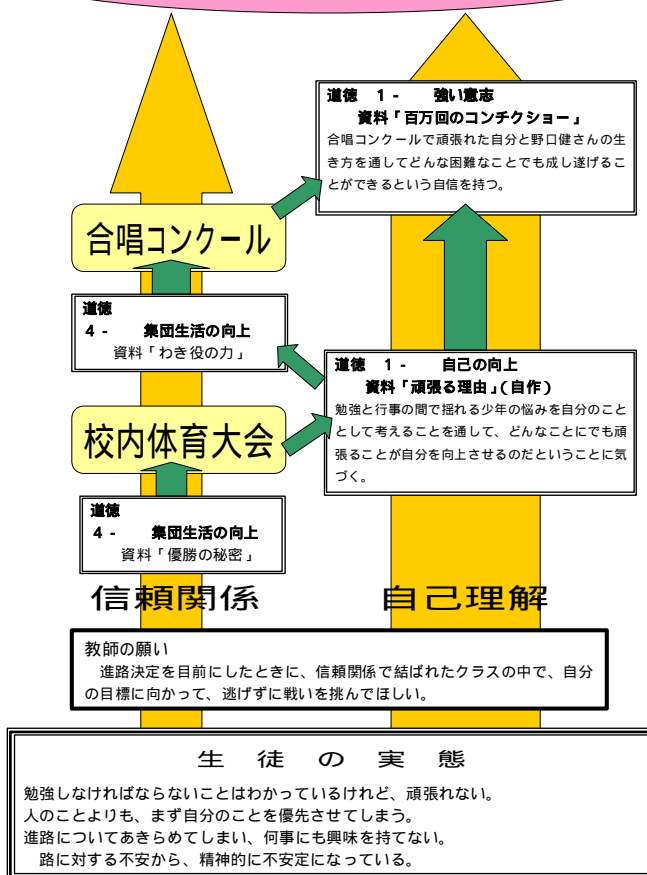 道徳 1 - 強い意志
資料「百万回のコンチクショー」
合唱コンクールで頑張れた自分と野口健さんの生
き方を通してどんな困難なことでも成し遂げるこ
とができるという自信を持つ。
合唱コンクール
道徳
4 - 集団生活の向上
資料「わき役の力」
道徳 1 - 自己の向上
資料「頑張る理由」(自作)
勉強と行事の間で揺れる少年の悩みを自分のこと
として考えることを通して、どんなことにでも頑
張ることが自分を向上させるのだということに気
づく。
校内体育大会
道徳
4 - 集団生活の向上
資料「優勝の秘密」
信頼関係
自己理解
教師の願い
進路決定を目前にしたときに、信頼関係で結ばれたクラスの中で、自分
の目標に向かって、逃げずに戦いを挑んでほしい。
生徒の実態
勉強しなければならないことはわかっているけれど、頑張れない。
人のことよりも、まず自分のことを優先させてしまう。
進路についてあきらめてしまい、何事にも興味を持てない。
路に対する不安から、精神的に不安定になっている。